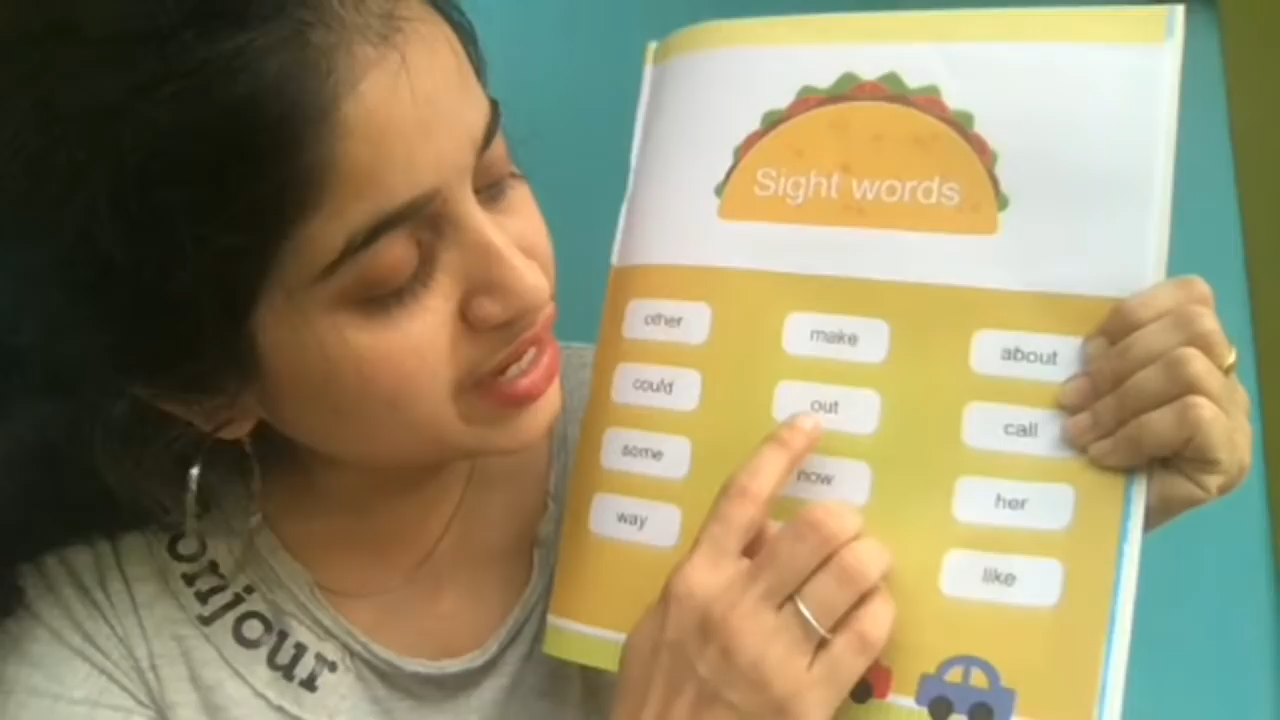 Sight words
other make about
could out call
some now her
way like
onjour